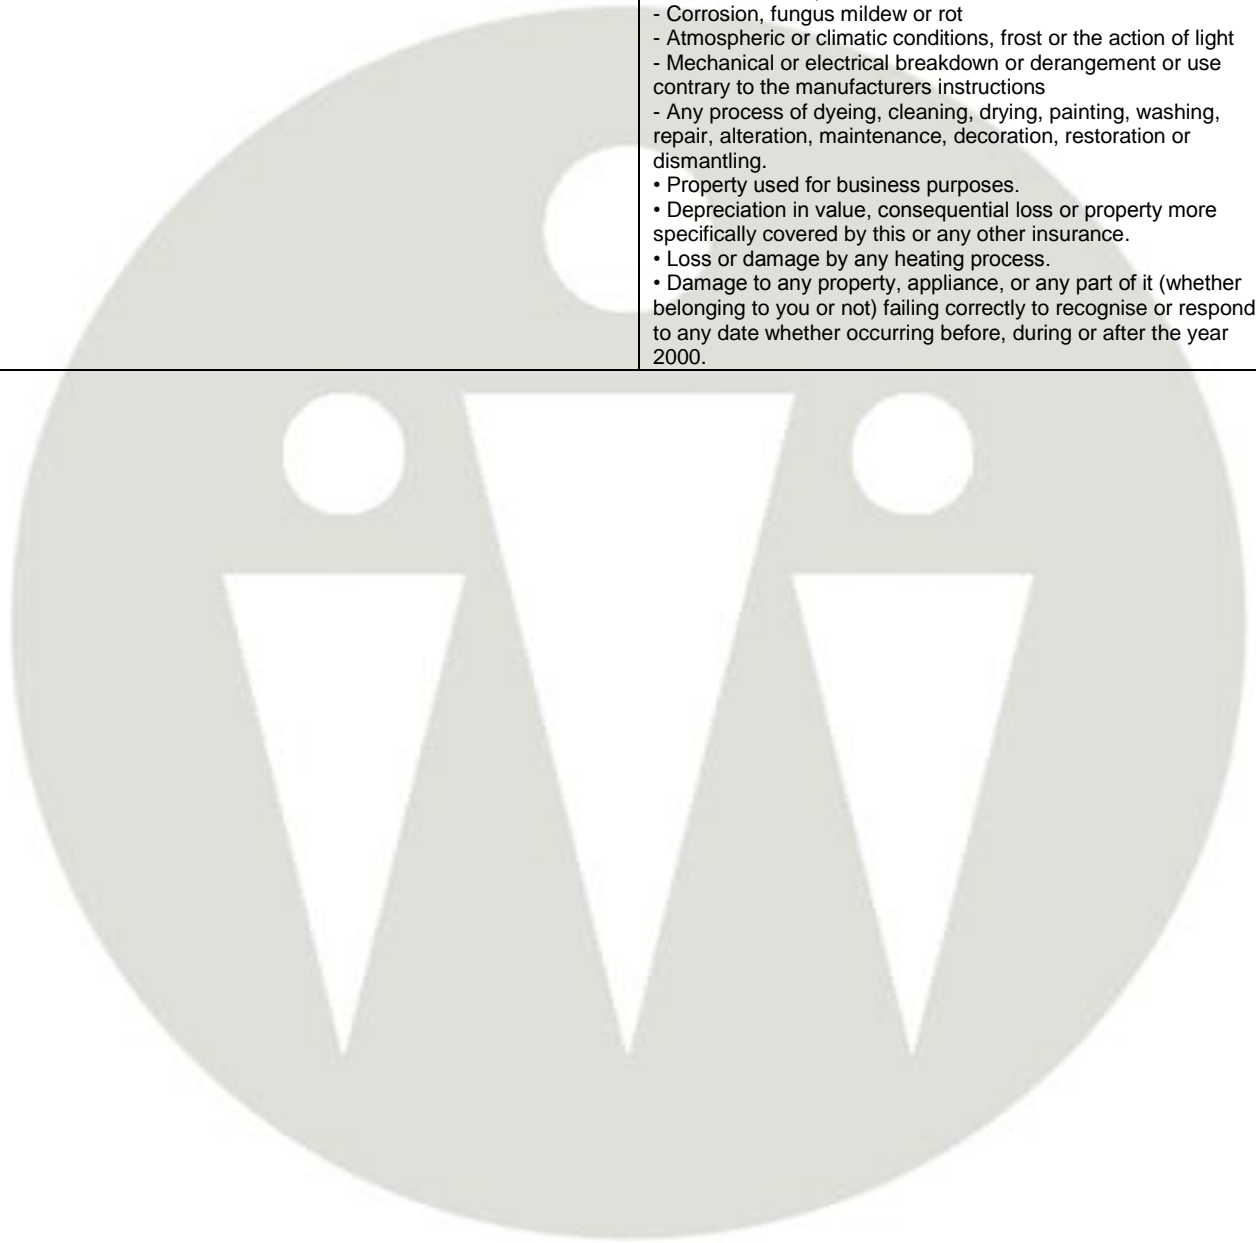 - Corrosion, fungus mildew or rot
- Atmospheric or climatic conditions, frost or the action of light
- Mechanical or electrical breakdown or derangement or use
contrary to the manufacturers instructions
- Any process of dyeing, cleaning, drying, painting, washing,
repair, alteration, maintenance, decoration, restoration or
dismantling.
• Property used for business purposes.
• Depreciation in value, consequential loss or property more
specifically covered by this or any other insurance.
• Loss or damage by any heating process.
• Damage to any property, appliance, or any part of it (whether
belonging to you or not) failing correctly to recognise or respond
to any date whether occurring before, during or after the year
2000.